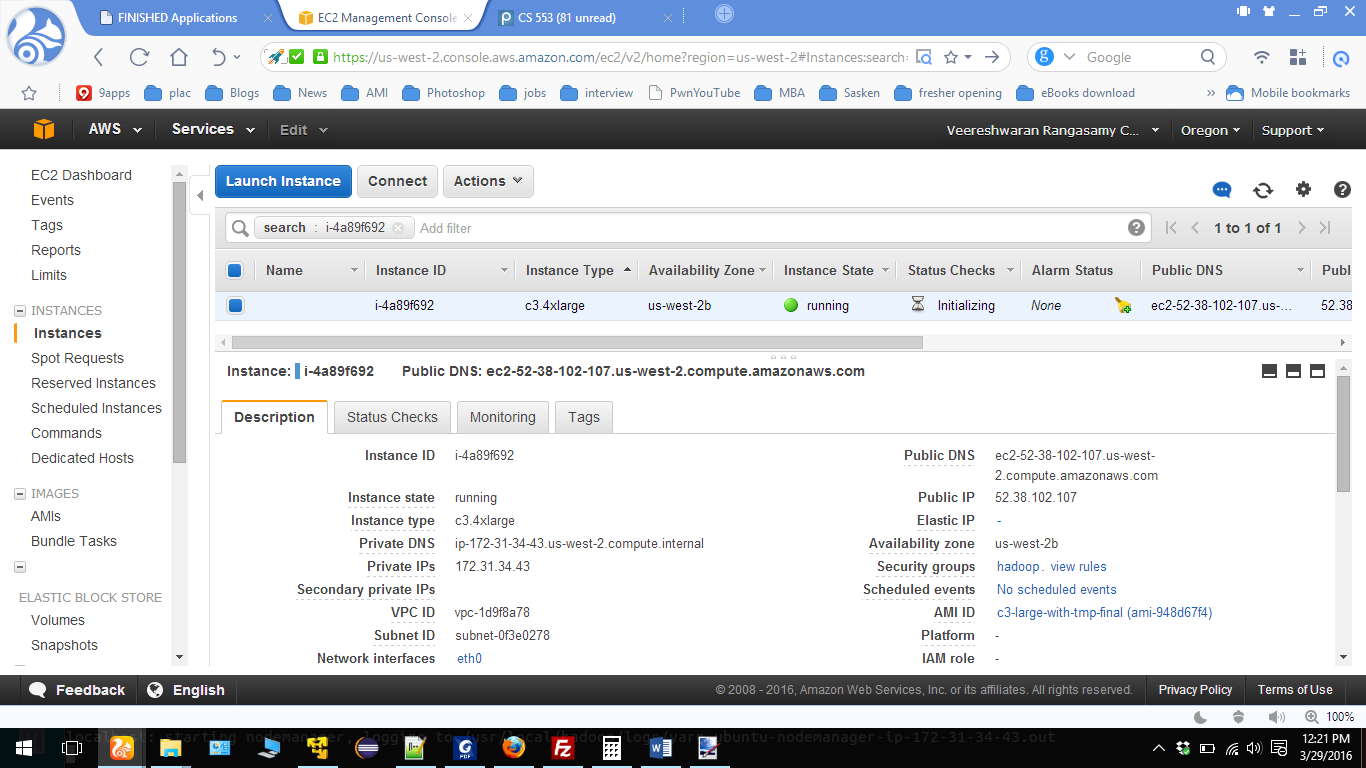 FINISHED Applications
EC2 Management Console
CS 553 (81 unread)
https://us-west-2.console.aws.amazon.com/ec2/v2/home?region=us-west-2#Instances:search=
Google
9apps plac Blogs News AMI Photoshop jobs interview PwnYouTube MBA Sasken fresher opening eBooks download » Mobile bookmarks
AWS Services Edit Veereshwaran Rangasamy C... Oregon Support
EC2 Dashboard
Events
Tags
Reports
Limits
INSTANCES
Instances
Spot Requests
Reserved Instances
Scheduled Instances
Commands
Dedicated Hosts
IMAGES
AMIs
Bundle Tasks
ELASTIC BLOCK STORE
Volumes
Snapshots
Launch Instance Connect Actions
search : i-4a89f692 Add filter 1 to 1 of 1
Name Instance ID Instance Type Availability Zone Instance State Status Checks Alarm Status Public DNS Publ
i-4a89f692 c3.4xlarge us-west-2b running Initializing None ec2-52-38-102-107.us-... 52.38
Instance: i-4a89f692 Public DNS: ec2-52-38-102-107.us-west-2.compute.amazonaws.com
Description Status Checks Monitoring Tags
Instance ID i-4a89f692
Instance state running
Instance type c3.4xlarge
Private DNS ip-172-31-34-43.us-west-2.compute.internal
Private IPs 172.31.34.43
Secondary private IPs
VPC ID vpc-1d9f8a78
Subnet ID subnet-0f3e0278
Network interfaces eth0
Public DNS ec2-52-38-102-107.us-west-
2.compute.amazonaws.com
Public IP 52.38.102.107
Elastic IP -
Availability zone us-west-2b
Security groups hadoop. view rules
Scheduled events No scheduled events
AMI ID c3-large-with-tmp-final (ami-948d67f4)
Platform -
IAM role -
Feedback English © 2008 - 2016, Amazon Web Services, Inc. or its affiliates. All rights reserved. Privacy Policy Terms of Use
100%
12:21 PM
3/29/2016